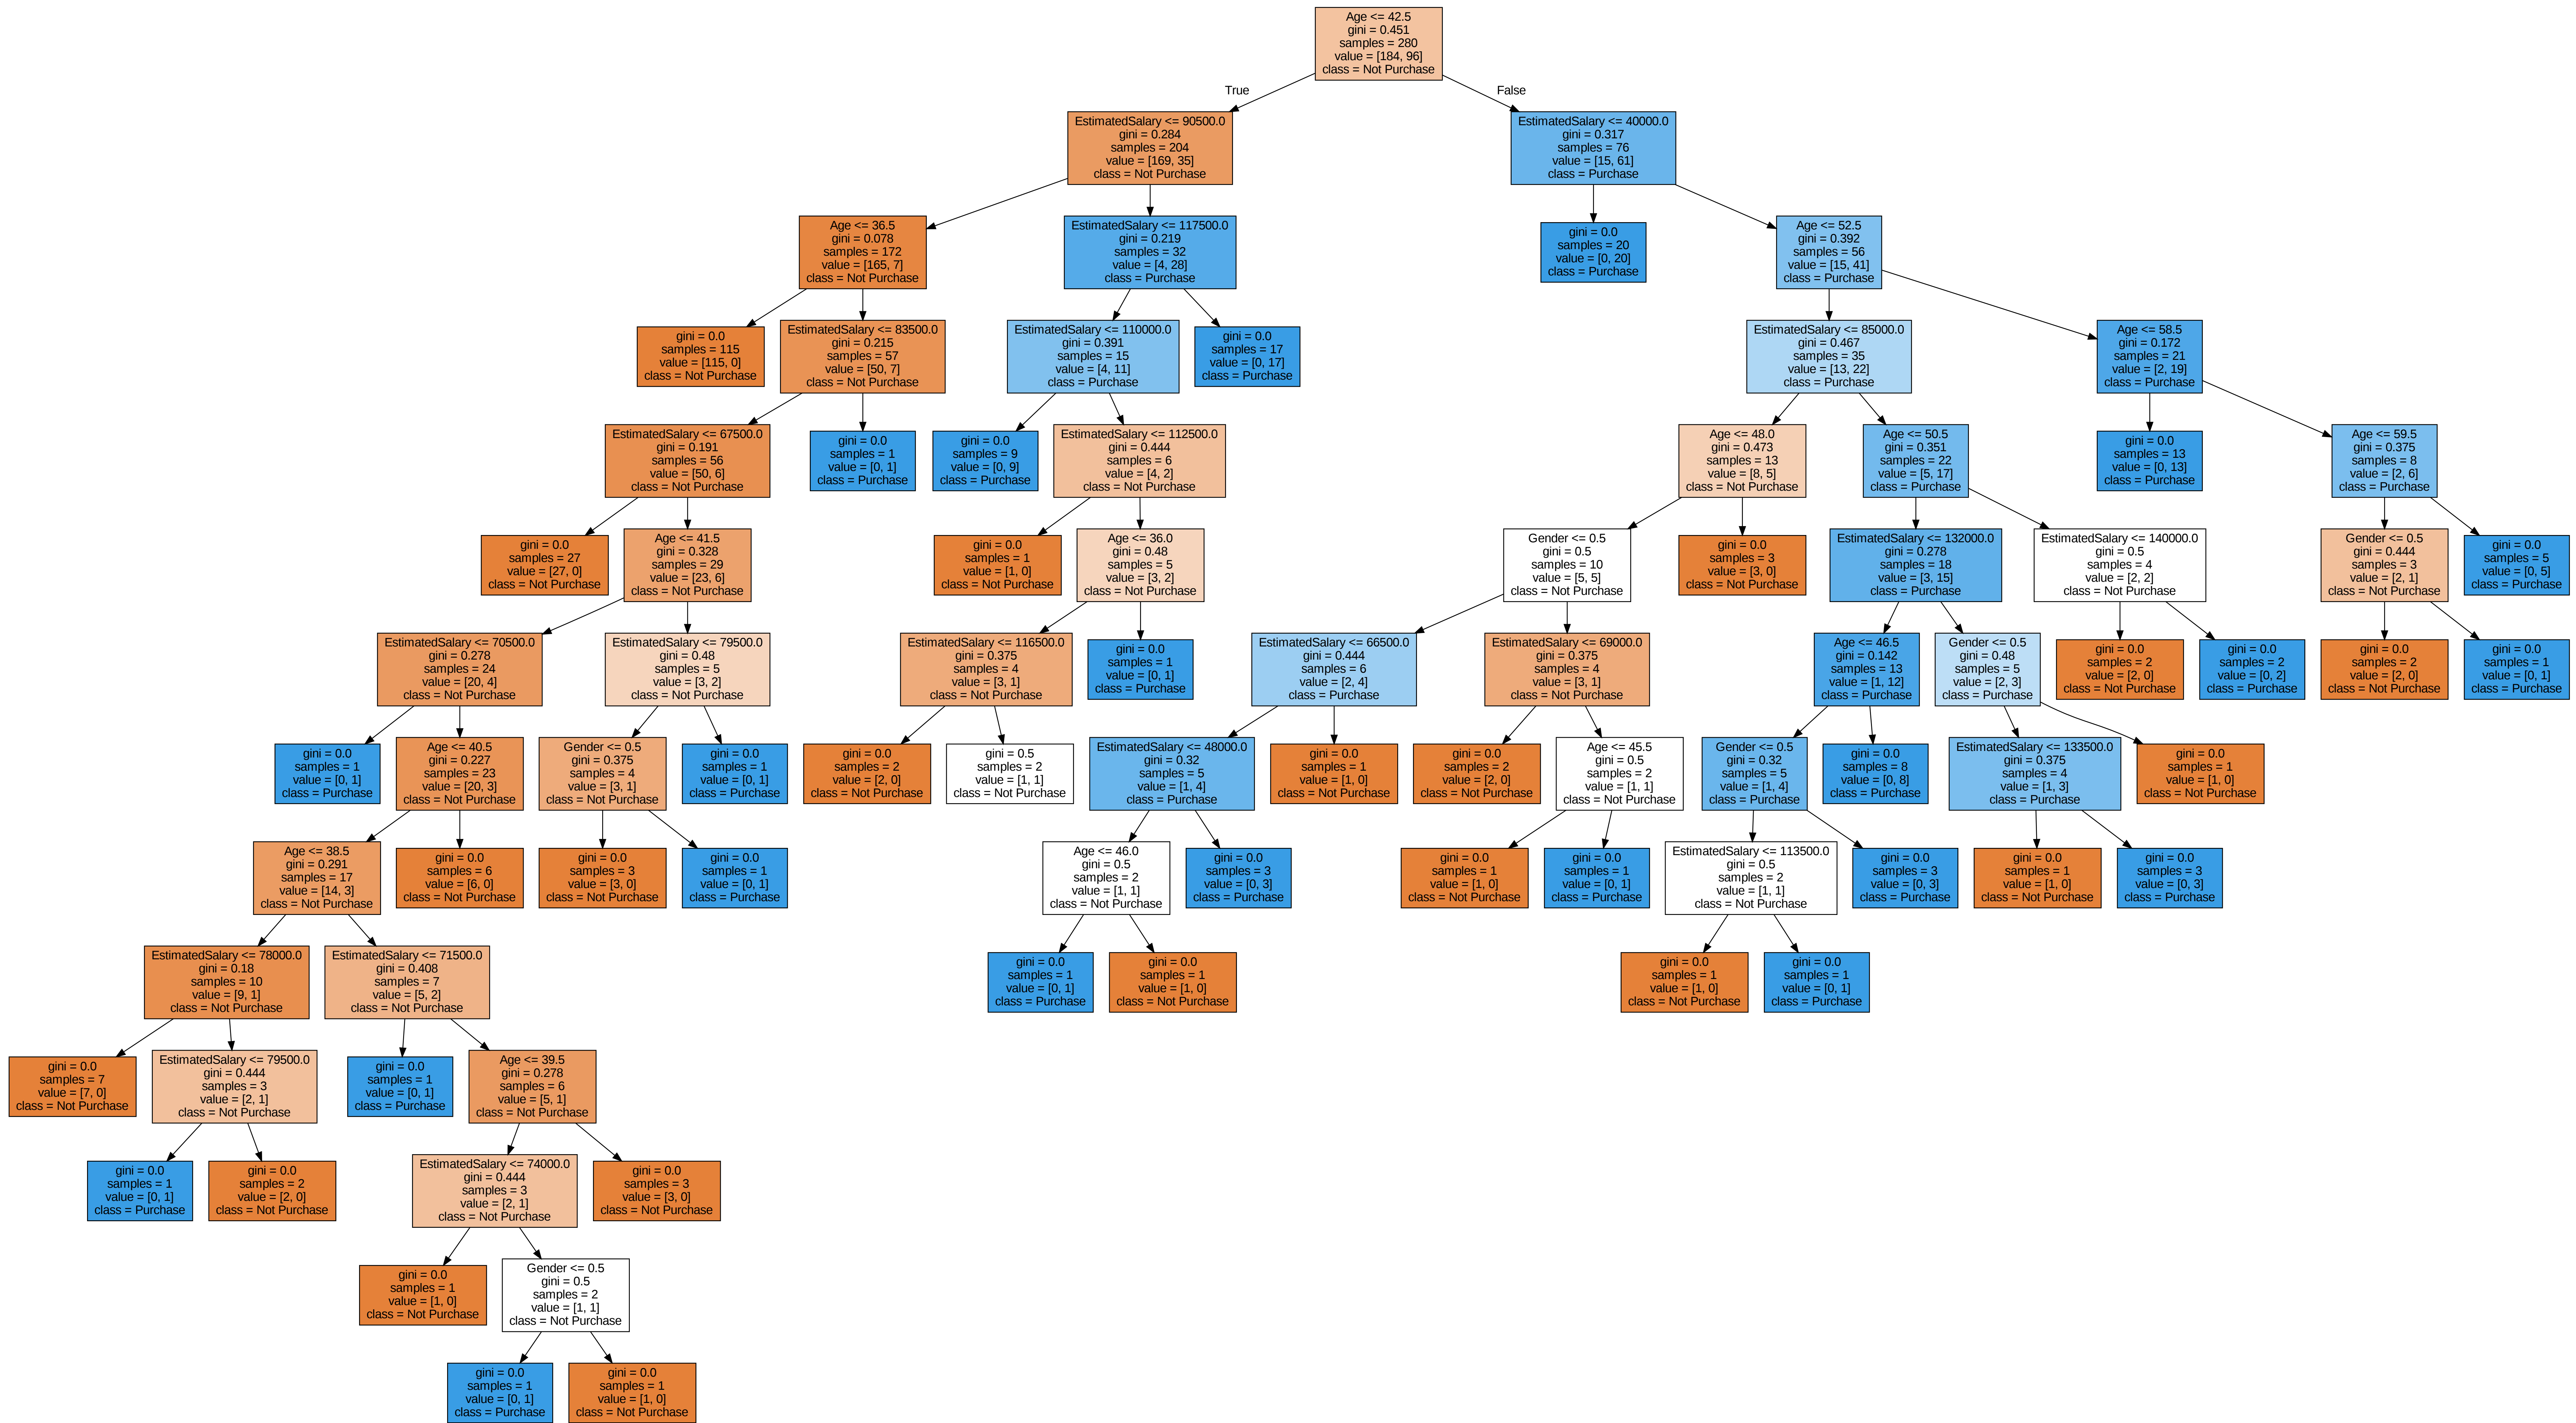 Age <= 42.5
gini = 0.451
samples = 280
value = [184, 96]
class = Not Purchase
True
False
EstimatedSalary <= 90500.0
gini = 0.284
samples = 204
value = [169, 35]
class = Not Purchase
EstimatedSalary <= 40000.0
gini = 0.317
samples = 76
value = [15, 61]
class = Purchase
Age <= 36.5
gini = 0.078
samples = 172
value = [165, 7]
class = Not Purchase
EstimatedSalary <= 117500.0
gini = 0.219
samples = 32
value = [4, 28]
class = Purchase
gini = 0.0
samples = 20
value = [0, 20]
class = Purchase
Age <= 52.5
gini = 0.392
samples = 56
value = [15, 41]
class = Purchase
gini = 0.0
samples = 115
value = [115, 0]
class = Not Purchase
EstimatedSalary <= 83500.0
gini = 0.215
samples = 57
value = [50, 7]
class = Not Purchase
EstimatedSalary <= 110000.0
gini = 0.391
samples = 15
value = [4, 11]
class = Purchase
gini = 0.0
samples = 17
value = [0, 17]
class = Purchase
EstimatedSalary <= 85000.0
gini = 0.467
samples = 35
value = [13, 22]
class = Purchase
Age <= 58.5
gini = 0.172
samples = 21
value = [2, 19]
class = Purchase
EstimatedSalary <= 67500.0
gini = 0.191
samples = 56
value = [50, 6]
class = Not Purchase
gini = 0.0
samples = 1
value = [0, 1]
class = Purchase
gini = 0.0
samples = 9
value = [0, 9]
class = Purchase
EstimatedSalary <= 112500.0
gini = 0.444
samples = 6
value = [4, 2]
class = Not Purchase
Age <= 48.0
gini = 0.473
samples = 13
value = [8, 5]
class = Not Purchase
Age <= 50.5
gini = 0.351
samples = 22
value = [5, 17]
class = Purchase
gini = 0.0
samples = 13
value = [0, 13]
class = Purchase
Age <= 59.5
gini = 0.375
samples = 8
value = [2, 6]
class = Purchase
gini = 0.0
samples = 27
value = [27, 0]
class = Not Purchase
Age <= 41.5
gini = 0.328
samples = 29
value = [23, 6]
class = Not Purchase
gini = 0.0
samples = 1
value = [1, 0]
class = Not Purchase
Age <= 36.0
gini = 0.48
samples = 5
value = [3, 2]
class = Not Purchase
Gender <= 0.5
gini = 0.5
samples = 10
value = [5, 5]
class = Not Purchase
gini = 0.0
samples = 3
value = [3, 0]
class = Not Purchase
EstimatedSalary <= 132000.0
gini = 0.278
samples = 18
value = [3, 15]
class = Purchase
EstimatedSalary <= 140000.0
gini = 0.5
samples = 4
value = [2, 2]
class = Not Purchase
Gender <= 0.5
gini = 0.444
samples = 3
value = [2, 1]
class = Not Purchase
gini = 0.0
samples = 5
value = [0, 5]
class = Purchase
EstimatedSalary <= 70500.0
gini = 0.278
samples = 24
value = [20, 4]
class = Not Purchase
EstimatedSalary <= 79500.0
gini = 0.48
samples = 5
value = [3, 2]
class = Not Purchase
EstimatedSalary <= 116500.0
gini = 0.375
samples = 4
value = [3, 1]
class = Not Purchase
gini = 0.0
samples = 1
value = [0, 1]
class = Purchase
EstimatedSalary <= 66500.0
gini = 0.444
samples = 6
value = [2, 4]
class = Purchase
EstimatedSalary <= 69000.0
gini = 0.375
samples = 4
value = [3, 1]
class = Not Purchase
Age <= 46.5
gini = 0.142
samples = 13
value = [1, 12]
class = Purchase
Gender <= 0.5
gini = 0.48
samples = 5
value = [2, 3]
class = Purchase
gini = 0.0
samples = 2
value = [2, 0]
class = Not Purchase
gini = 0.0
samples = 2
value = [0, 2]
class = Purchase
gini = 0.0
samples = 2
value = [2, 0]
class = Not Purchase
gini = 0.0
samples = 1
value = [0, 1]
class = Purchase
gini = 0.0
samples = 1
value = [0, 1]
class = Purchase
Age <= 40.5
gini = 0.227
samples = 23
value = [20, 3]
class = Not Purchase
Gender <= 0.5
gini = 0.375
samples = 4
value = [3, 1]
class = Not Purchase
gini = 0.0
samples = 1
value = [0, 1]
class = Purchase
gini = 0.0
samples = 2
value = [2, 0]
class = Not Purchase
gini = 0.5
samples = 2
value = [1, 1]
class = Not Purchase
EstimatedSalary <= 48000.0
gini = 0.32
samples = 5
value = [1, 4]
class = Purchase
gini = 0.0
samples = 1
value = [1, 0]
class = Not Purchase
gini = 0.0
samples = 2
value = [2, 0]
class = Not Purchase
Age <= 45.5
gini = 0.5
samples = 2
value = [1, 1]
class = Not Purchase
Gender <= 0.5
gini = 0.32
samples = 5
value = [1, 4]
class = Purchase
gini = 0.0
samples = 8
value = [0, 8]
class = Purchase
EstimatedSalary <= 133500.0
gini = 0.375
samples = 4
value = [1, 3]
class = Purchase
gini = 0.0
samples = 1
value = [1, 0]
class = Not Purchase
Age <= 38.5
gini = 0.291
samples = 17
value = [14, 3]
class = Not Purchase
gini = 0.0
samples = 6
value = [6, 0]
class = Not Purchase
gini = 0.0
samples = 3
value = [3, 0]
class = Not Purchase
gini = 0.0
samples = 1
value = [0, 1]
class = Purchase
Age <= 46.0
gini = 0.5
samples = 2
value = [1, 1]
class = Not Purchase
gini = 0.0
samples = 3
value = [0, 3]
class = Purchase
gini = 0.0
samples = 1
value = [1, 0]
class = Not Purchase
gini = 0.0
samples = 1
value = [0, 1]
class = Purchase
EstimatedSalary <= 113500.0
gini = 0.5
samples = 2
value = [1, 1]
class = Not Purchase
gini = 0.0
samples = 3
value = [0, 3]
class = Purchase
gini = 0.0
samples = 1
value = [1, 0]
class = Not Purchase
gini = 0.0
samples = 3
value = [0, 3]
class = Purchase
EstimatedSalary <= 78000.0
gini = 0.18
samples = 10
value = [9, 1]
class = Not Purchase
EstimatedSalary <= 71500.0
gini = 0.408
samples = 7
value = [5, 2]
class = Not Purchase
gini = 0.0
samples = 1
value = [0, 1]
class = Purchase
gini = 0.0
samples = 1
value = [1, 0]
class = Not Purchase
gini = 0.0
samples = 1
value = [1, 0]
class = Not Purchase
gini = 0.0
samples = 1
value = [0, 1]
class = Purchase
gini = 0.0
samples = 7
value = [7, 0]
class = Not Purchase
EstimatedSalary <= 79500.0
gini = 0.444
samples = 3
value = [2, 1]
class = Not Purchase
gini = 0.0
samples = 1
value = [0, 1]
class = Purchase
Age <= 39.5
gini = 0.278
samples = 6
value = [5, 1]
class = Not Purchase
gini = 0.0
samples = 1
value = [0, 1]
class = Purchase
gini = 0.0
samples = 2
value = [2, 0]
class = Not Purchase
EstimatedSalary <= 74000.0
gini = 0.444
samples = 3
value = [2, 1]
class = Not Purchase
gini = 0.0
samples = 3
value = [3, 0]
class = Not Purchase
gini = 0.0
samples = 1
value = [1, 0]
class = Not Purchase
Gender <= 0.5
gini = 0.5
samples = 2
value = [1, 1]
class = Not Purchase
gini = 0.0
samples = 1
value = [0, 1]
class = Purchase
gini = 0.0
samples = 1
value = [1, 0]
class = Not Purchase